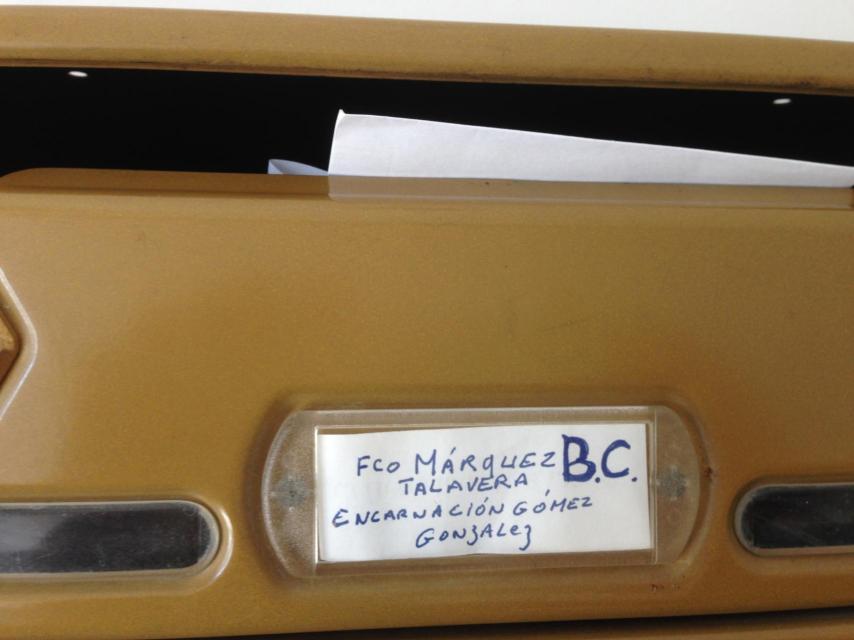 FCO MÁRQUEZ B.C.
TALAVERA
ENCARNACIÓN GÓMEZ
GONZALEZ